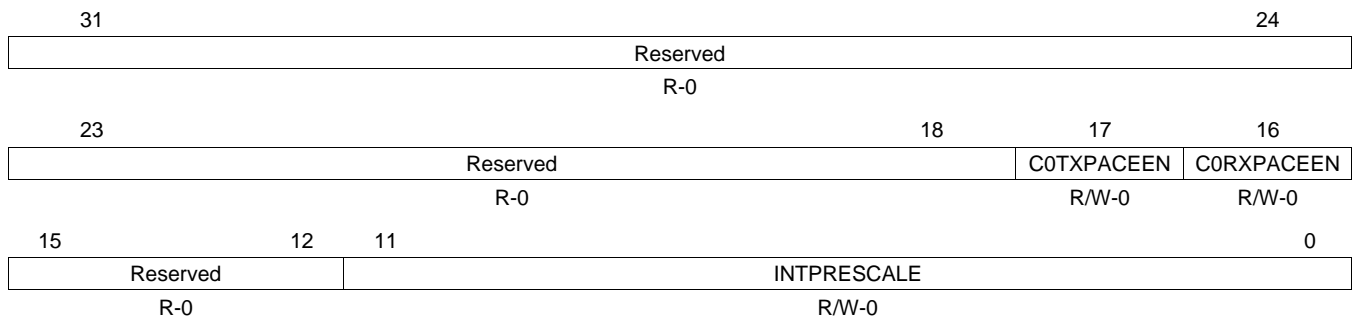 31 24
Reserved
R-0
23 18 17 16
Reserved C0TXPACEEN C0RXPACEEN
R-0 R/W-0 R/W-0
15 12 11 0
Reserved INTPRESCALE
R-0 R/W-0